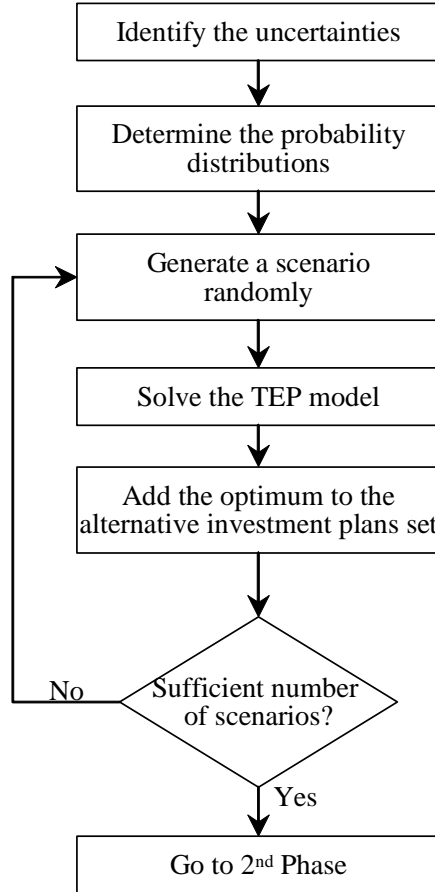 Identify the uncertainties
Determine the probability
distributions
Generate a scenario
randomly
Solve the TEP model
Add the optimum to the
alternative investment plans set
Sufficient number
of scenarios?
No
Yes
Go to 2nd Phase